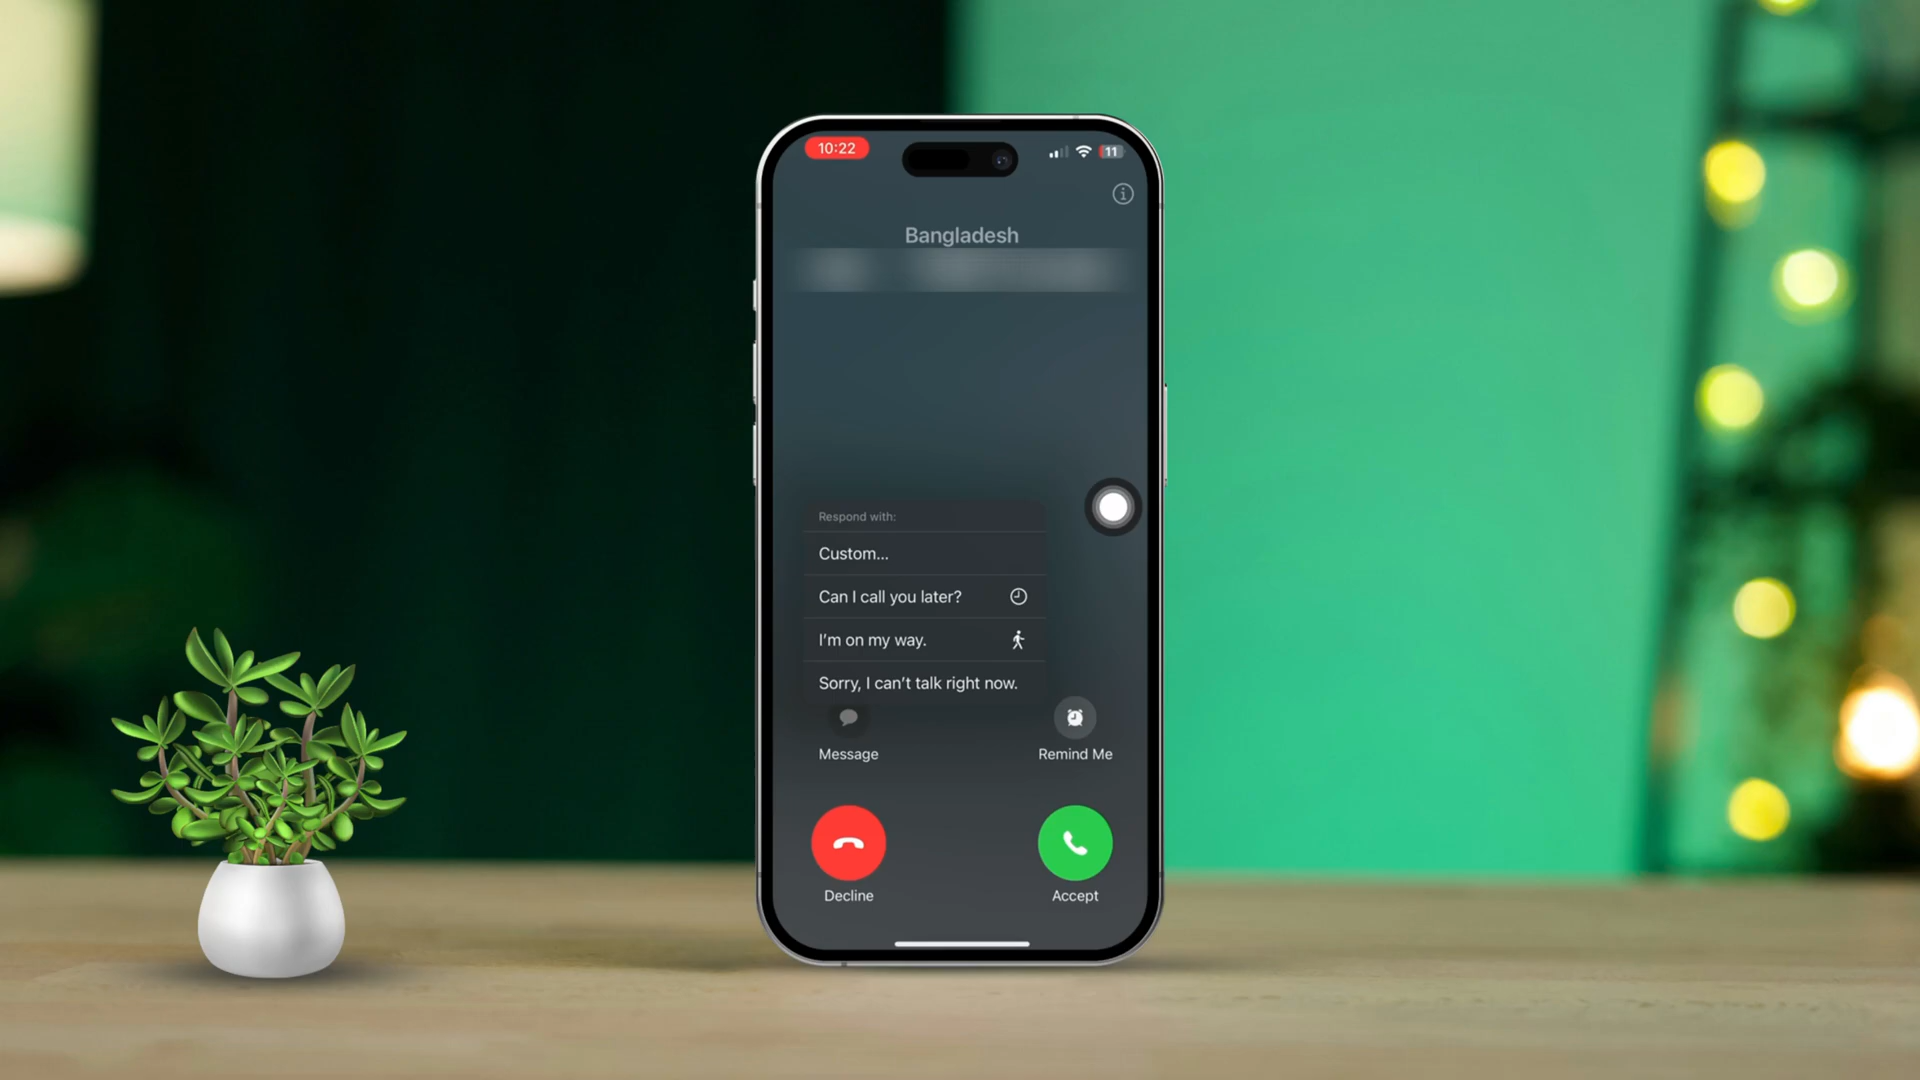 10:22
11
Bangladesh
Respond with:
Custom...
Can I call you later?
I'm on my way.
Sorry, I can't talk right now.
Message
Remind Me
Decline
Accept